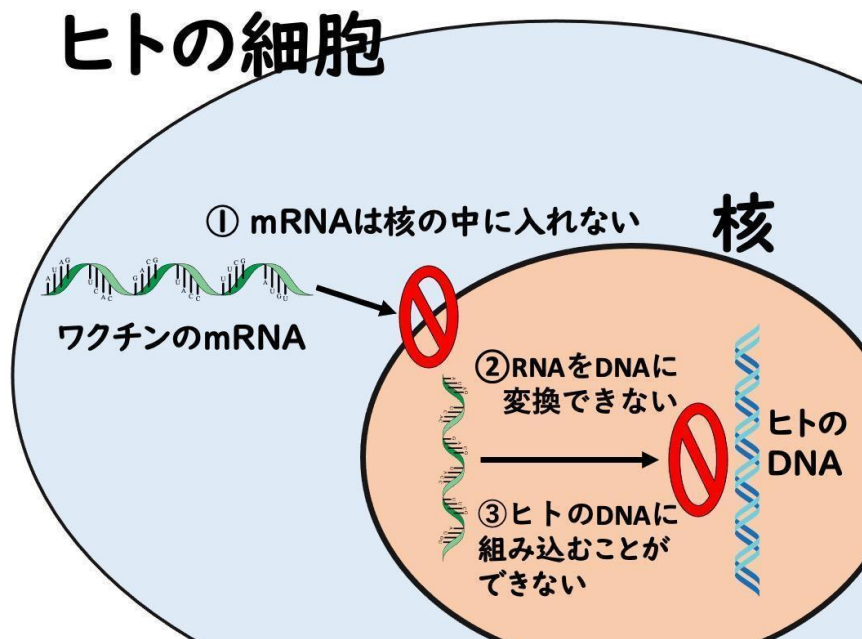 ヒトの細胞
① mRNAは核の中に入れない
核
ワクチンのmRNA
②RNAをDNAに
変換できない
ヒトの
DNA
③ヒトのDNAに
組み込むことが
できない